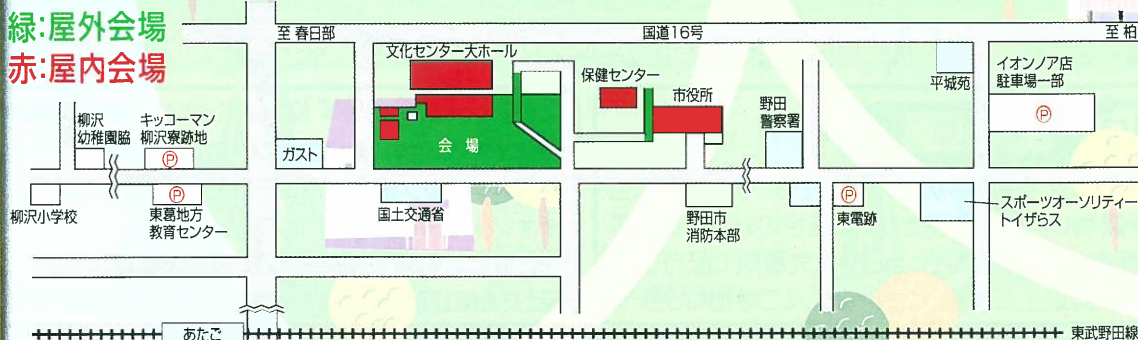 緑:屋外会場
赤:屋内会場
至 春日部
国道16号
至 柏
文化センター大ホール
保健センター
市役所
野田
警察署
平城苑
イオンノア店
駐車場一部
Ⓟ
柳沢
幼稚園脇
キッコーマン
柳沢寮跡地
Ⓟ
ガスト
会 場
柳沢小学校
Ⓟ
東葛地方
教育センター
国土交通省
野田市
消防本部
Ⓟ
東電跡
スポーツオーソリティー
トイザらス
あたご
東武野田線